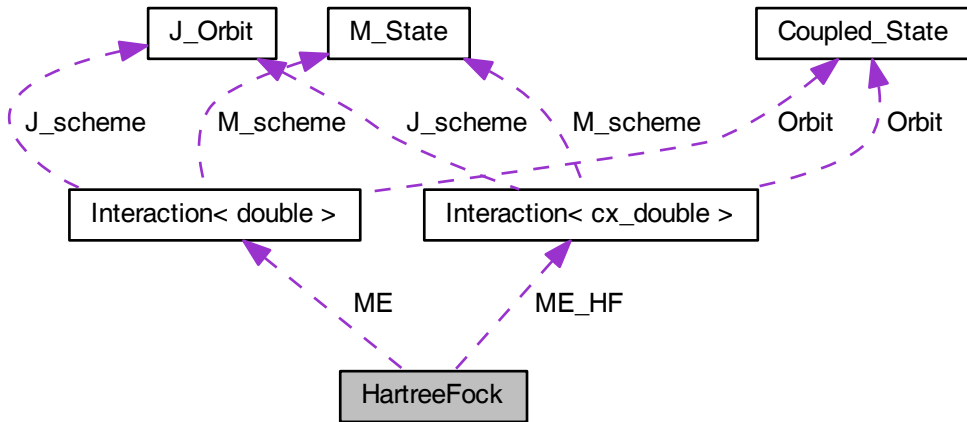 J_Orbit
M_State
Coupled_State
J_scheme
M_scheme
J_scheme
M_scheme
Orbit
Orbit
Interaction< double >
Interaction< cx_double >
ME
ME_HF
HartreeFock